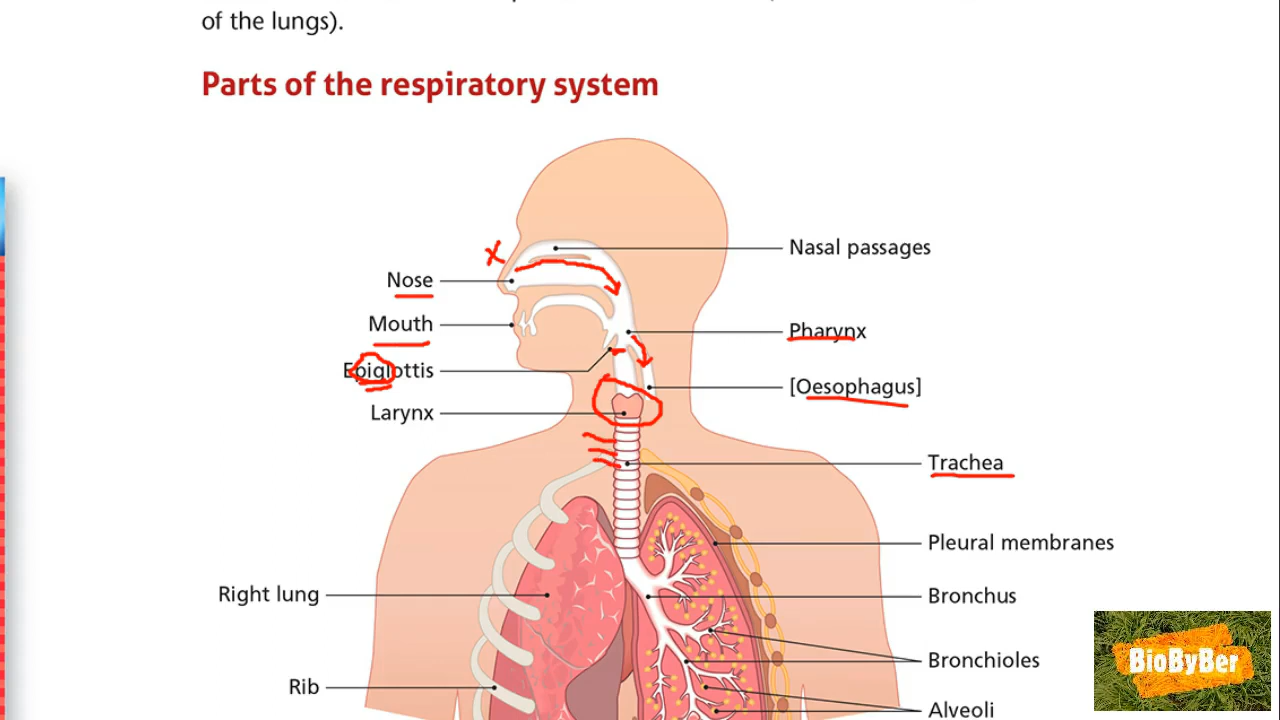 of the lungs).
Parts of the respiratory system
Nasal passages
Nose
Mouth
Pharynx
Epiglottis
[Oesophagus]
Larynx
Trachea
Pleural membranes
Right lung
Bronchus
Bronchioles
Rib
Alveoli
BioByBer